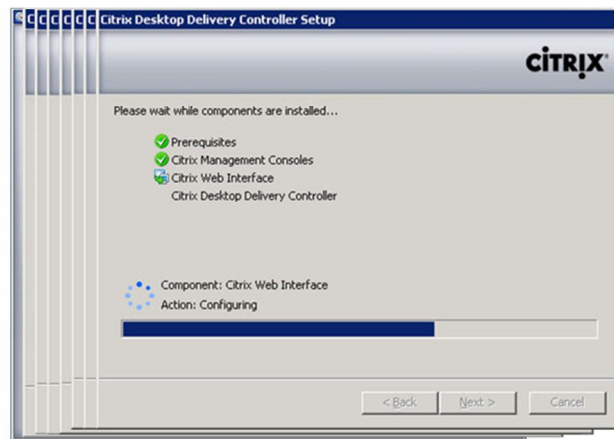 C C C C C C Citrix Desktop Delivery Controller Setup
CITRIX
Please wait while components are installed...
Prerequisites
Citrix Management Consoles
Citrix Web Interface
Citrix Desktop Delivery Controller
Component: Citrix Web Interface
Action: Configuring
< Back Next > Cancel